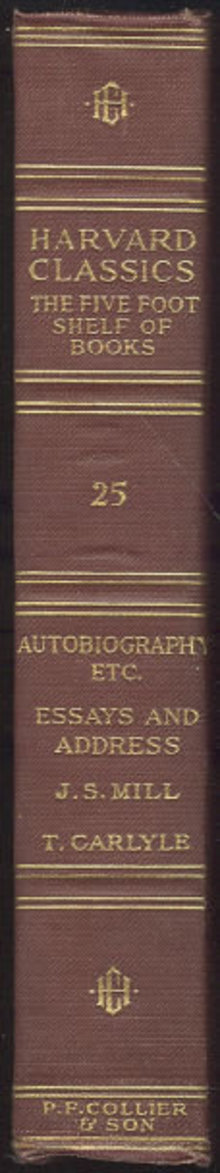 HARVARD
CLASSICS
THE FIVE FOOT
SHELF OF
BOOKS
25
AUTOBIOGRAPHY
ETC.
ESSAYS AND
ADDRESS
J. S. MILL
T. CARLYLE
P. F. COLLIER
& SON